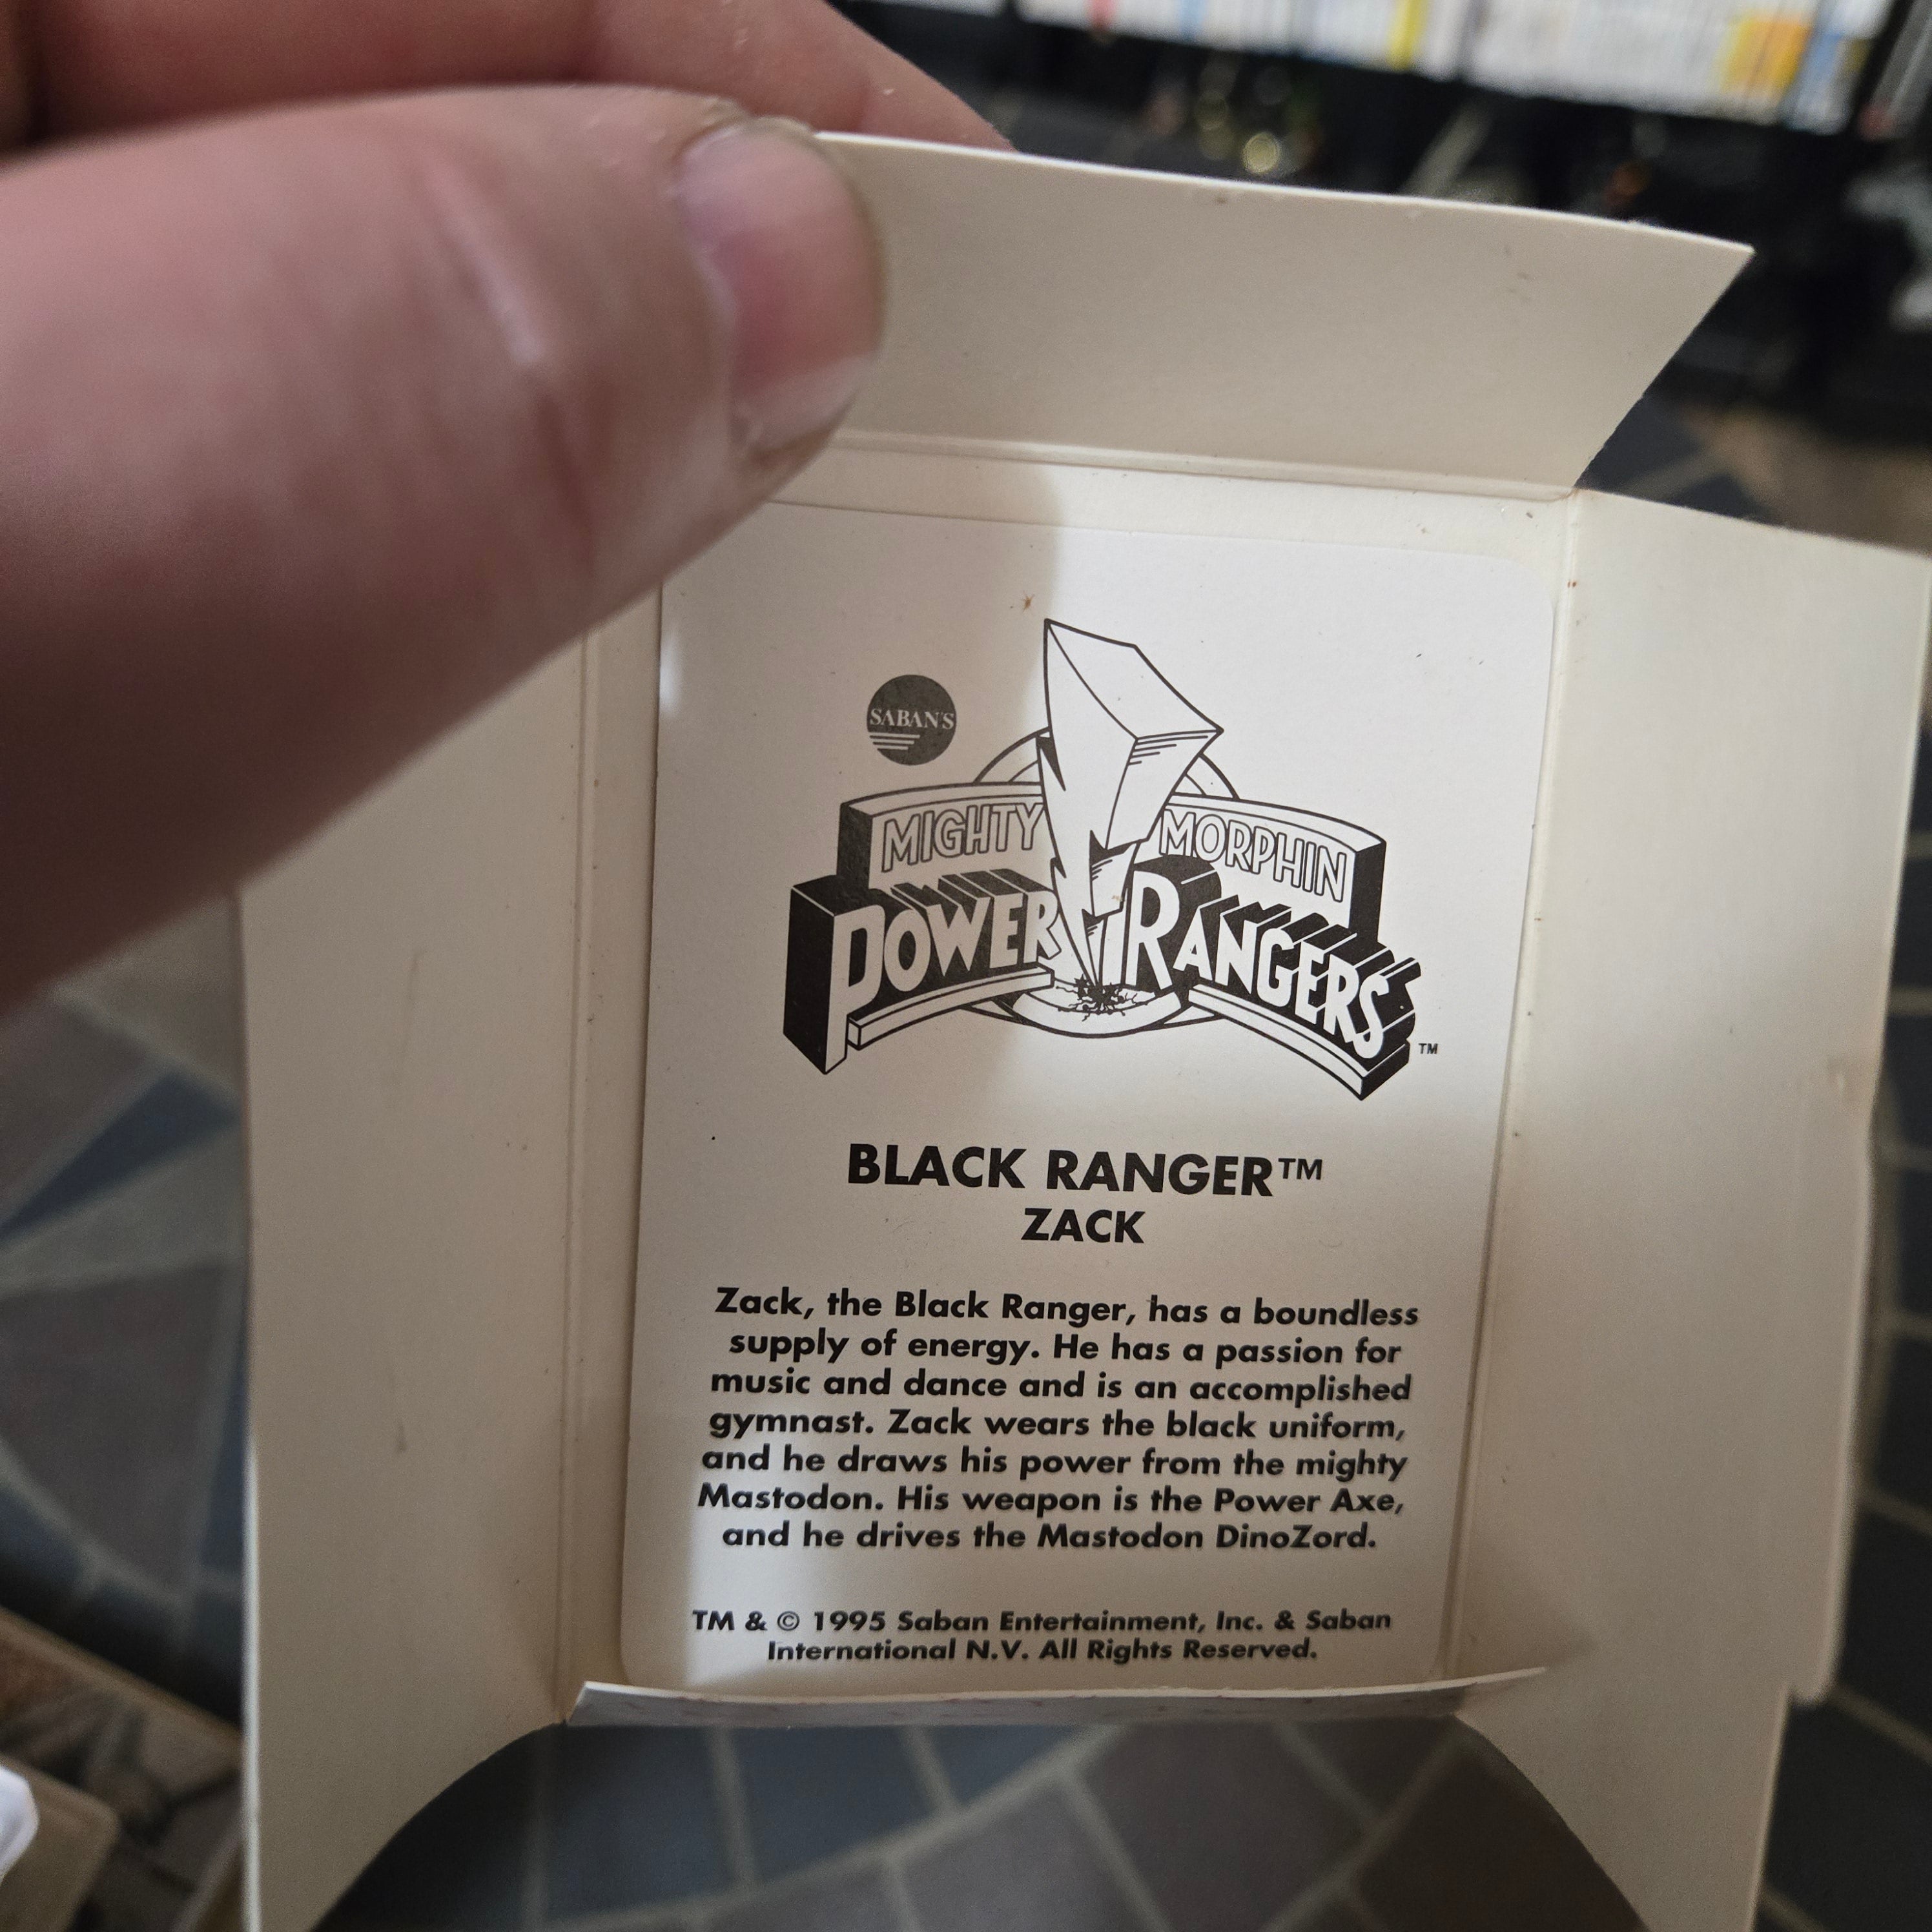 SABAN'S
MIGHTY MORPHIN
POWER RANGERS™
BLACK RANGER™
ZACK
Zack, the Black Ranger, has a boundless
supply of energy. He has a passion for
music and dance and is an accomplished
gymnast. Zack wears the black uniform,
and he draws his power from the mighty
Mastodon. His weapon is the Power Axe,
and he drives the Mastodon DinoZord.
TM & © 1995 Saban Entertainment, Inc. & Saban
International N.V. All Rights Reserved.